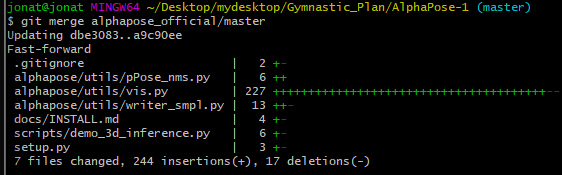 jonat@jonat MINGW64 ~/Desktop/mydesktop/Gymnastic_Plan/AlphaPose-1 (master)
$ git merge alphapose_official/master
Updating dbe3083..a9c90ee
Fast-forward
 .gitignore                     |   2 +-
 alphapose/utils/pPose_nms.py   |   6 ++
 alphapose/utils/vis.py         | 227 ++++++++++++++++++++++++++++++++++++++++++++++-
 alphapose/utils/writer_smpl.py |  13 ++-
 docs/INSTALL.md                |   4 +-
 scripts/demo_3d_inference.py   |   6 +-
 setup.py                       |   3 +-
 7 files changed, 244 insertions(+), 17 deletions(-)